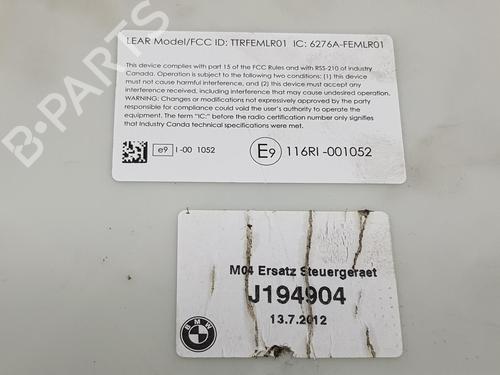 LEAR Model/FCC ID: TTRFEMLR01 IC: 6276A-FEMLR01
This device complies with part 15 of the FCC Rules and with RSS-210 of Industry
Canada. Operation is subject to the following two conditions: (1) this device
must not cause harmful interference, and (2) this device must accept any
interference received, including interference that may cause undesired operation.
WARNING: Changes or modifications not expressively approved by the party
responsible for compliance could void the user's authority to operate the
equipment. The term "IC:" before the radio certification number only signifies
that Industry Canda technical specifications were met.
e9 I-00 1052
E9 116RI-001052
B-PARTS
M04 Ersatz Steuergeraet
J194904
13.7.2012
BMW